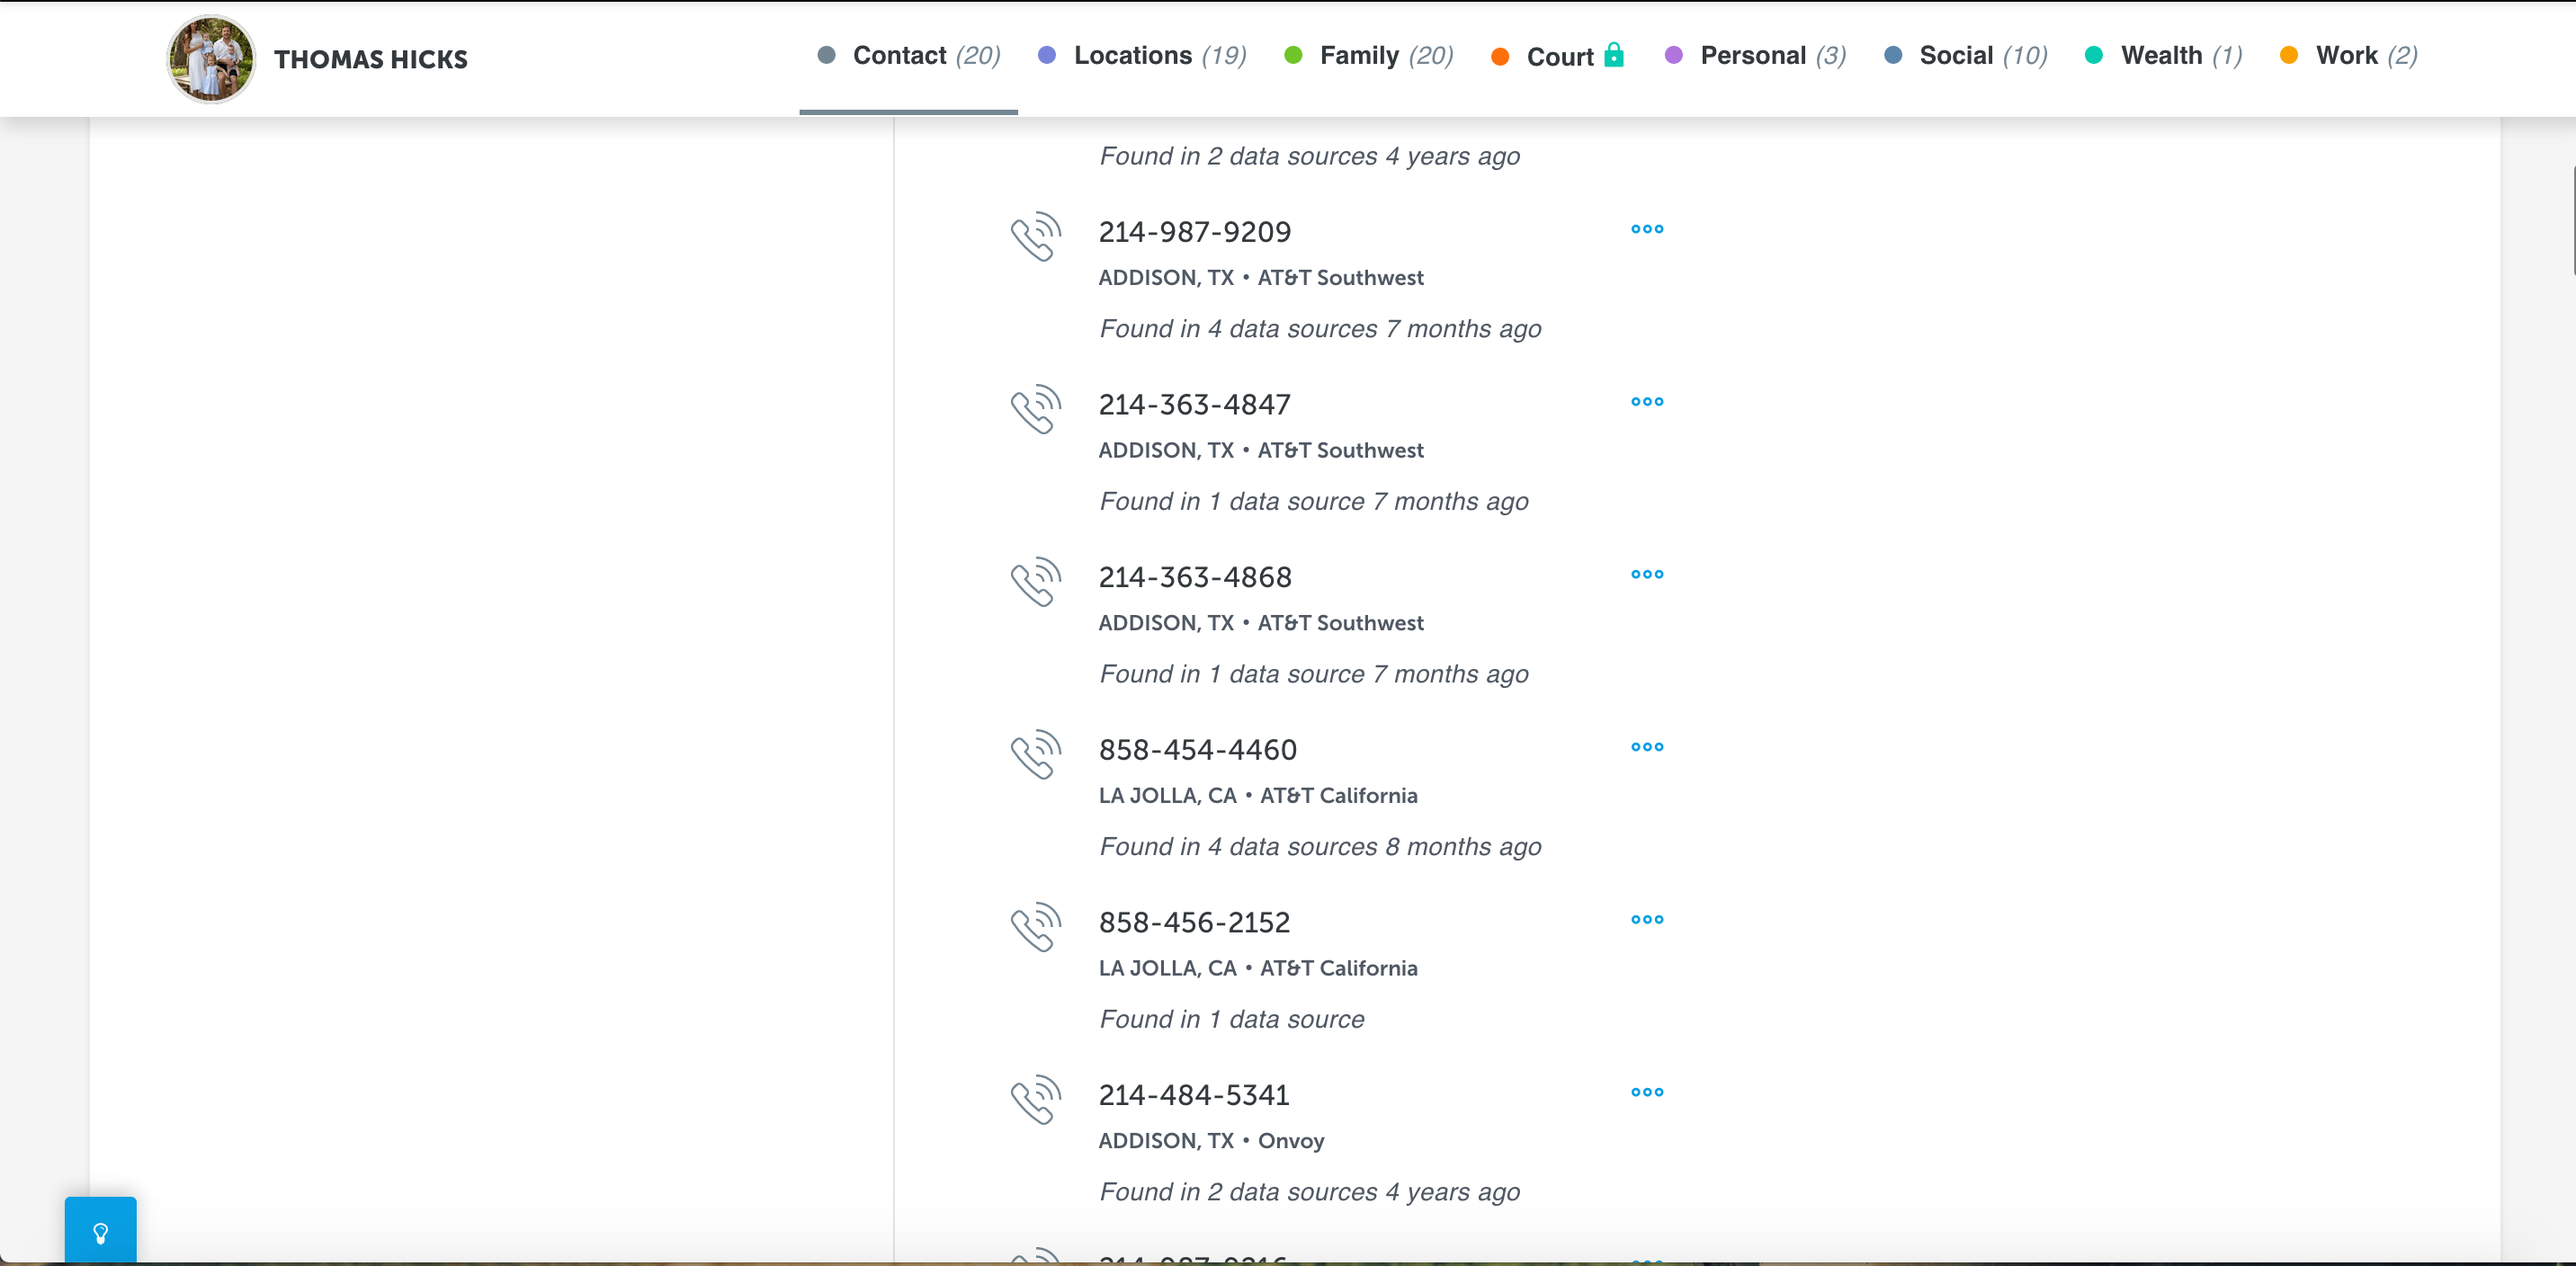 THOMAS HICKS
Contact (20) Locations (19) Family (20) Court Personal (3) Social (10) Wealth (1) Work (2)
Found in 2 data sources 4 years ago
214-987-9209
ADDISON, TX • AT&T Southwest
Found in 4 data sources 7 months ago
214-363-4847
ADDISON, TX • AT&T Southwest
Found in 1 data source 7 months ago
214-363-4868
ADDISON, TX • AT&T Southwest
Found in 1 data source 7 months ago
858-454-4460
LA JOLLA, CA • AT&T California
Found in 4 data sources 8 months ago
858-456-2152
LA JOLLA, CA • AT&T California
Found in 1 data source
214-484-5341
ADDISON, TX • Onvoy
Found in 2 data sources 4 years ago